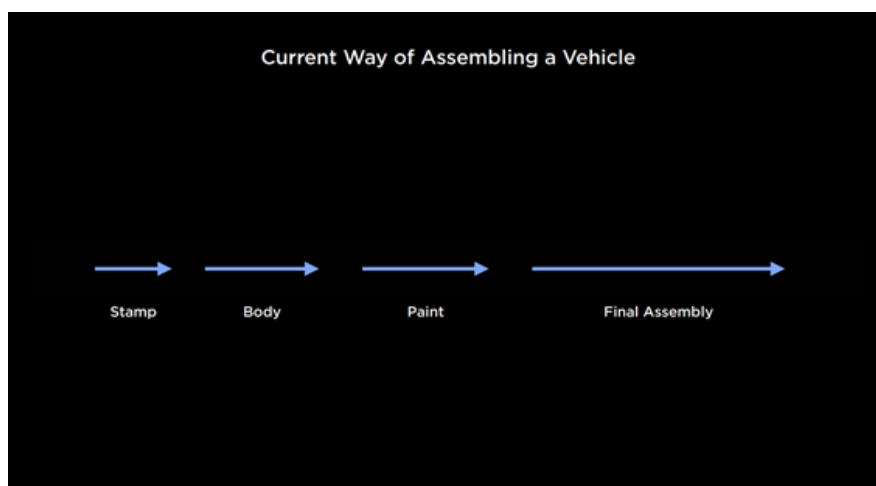 Current Way of Assembling a Vehicle
Stamp
Body
Paint
Final Assembly